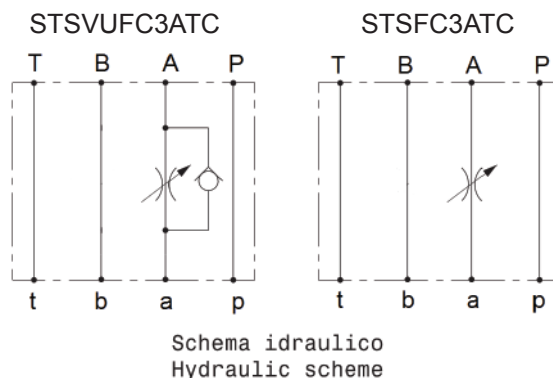 STSVUFC3ATC STSFC3ATC
T B A P T B A P
t b a p t b a p
Schema idraulico
Hydraulic scheme